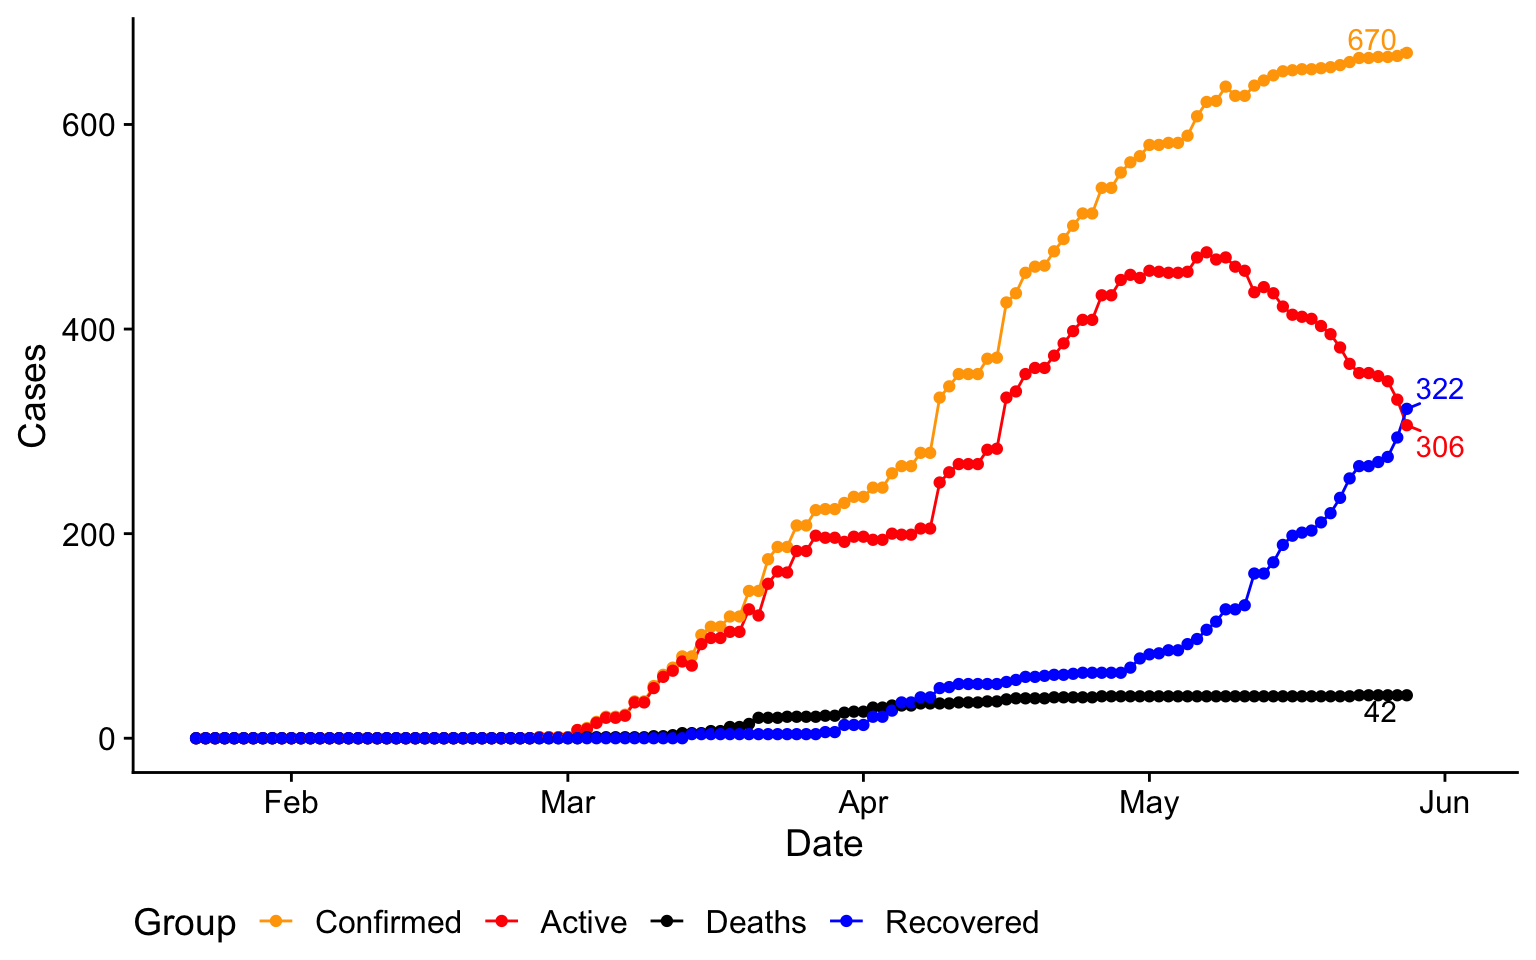 670
600
400
322
306
200
42
0
Cases
Feb Mar Apr May Jun
Date
Group Confirmed Active Deaths Recovered